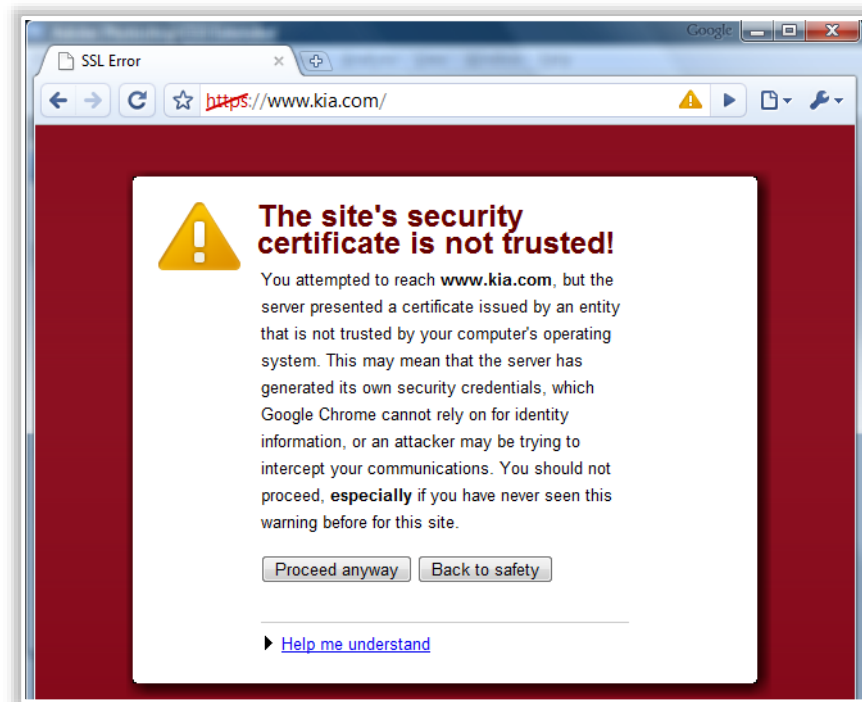 Google
SSL Error
https://www.kia.com/
The site's security
certificate is not trusted!
You attempted to reach www.kia.com, but the
server presented a certificate issued by an entity
that is not trusted by your computer's operating
system. This may mean that the server has
generated its own security credentials, which
Google Chrome cannot rely on for identity
information, or an attacker may be trying to
intercept your communications. You should not
proceed, especially if you have never seen this
warning before for this site.
Proceed anyway Back to safety
Help me understand